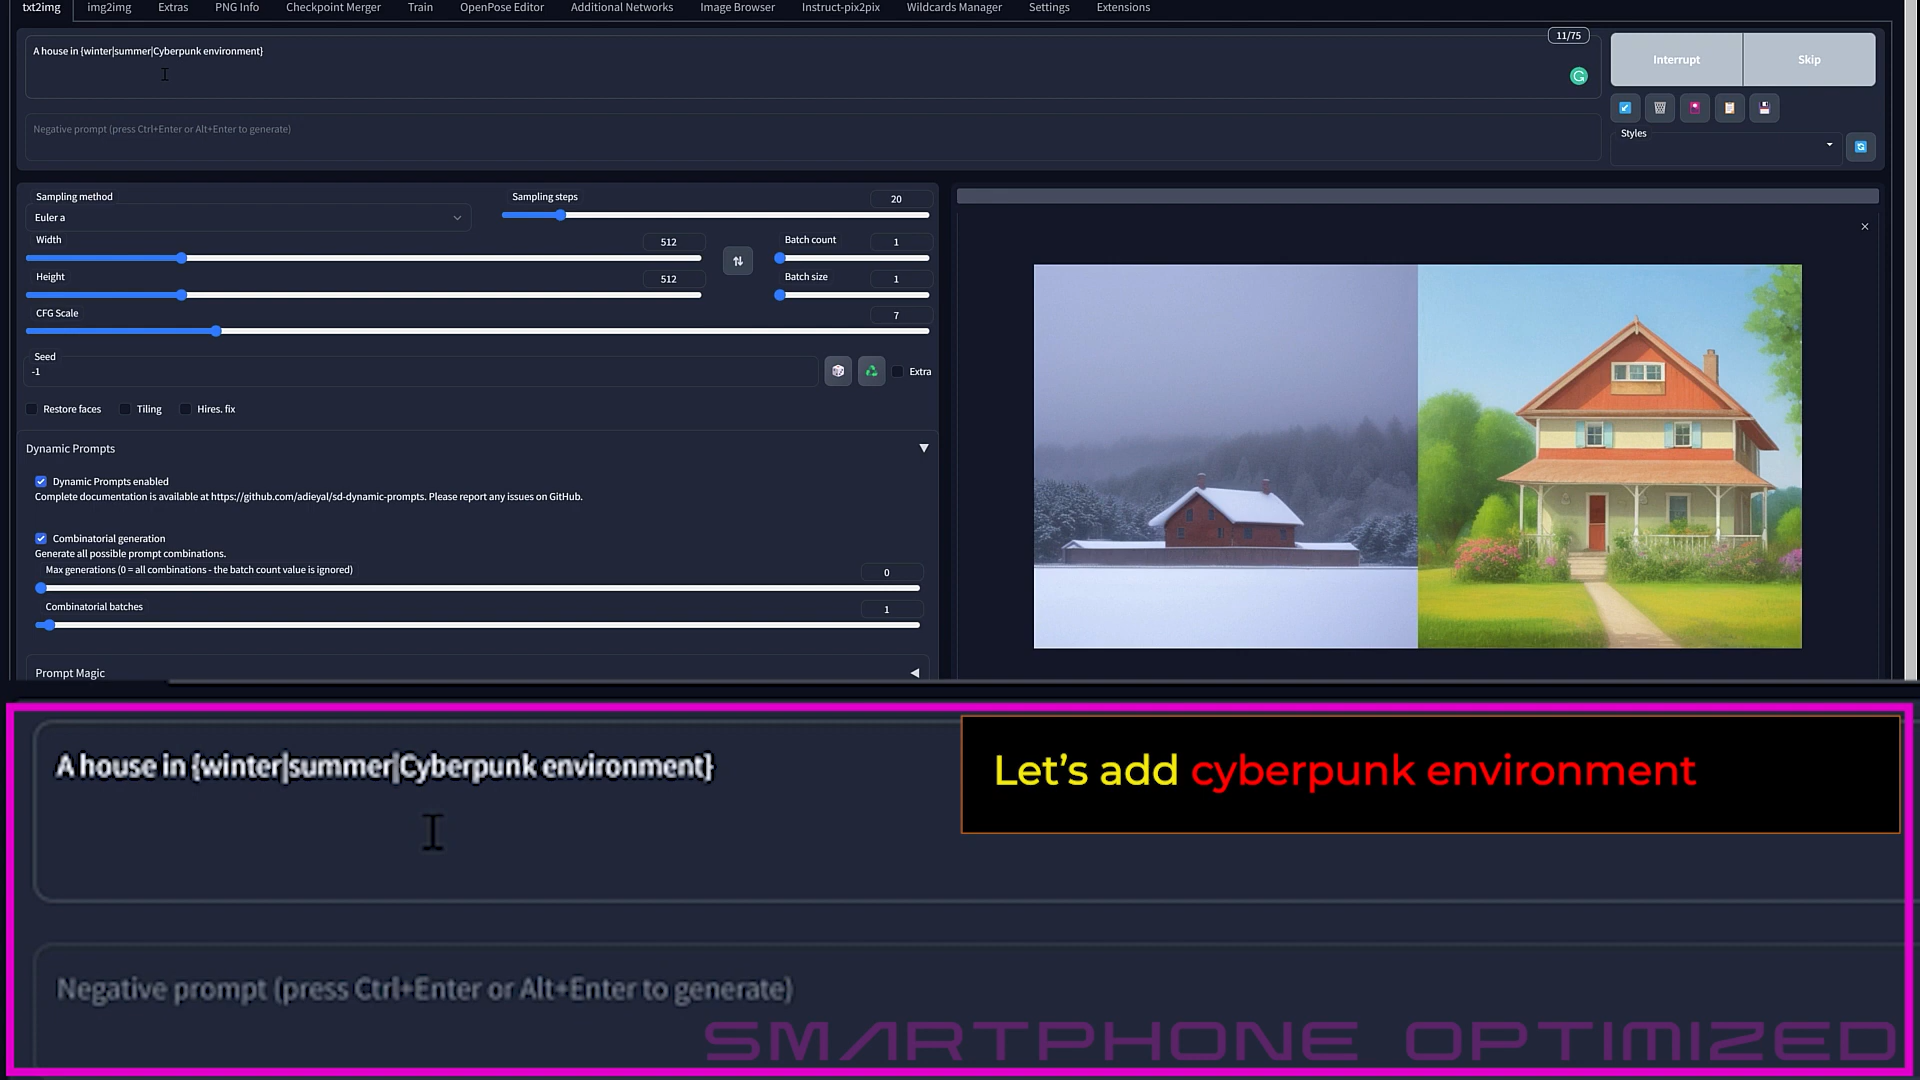 txt2img img2img Extras PNG Info Checkpoint Merger Train OpenPose Editor Additional Networks Image Browser Instruct-pix2pix Wildcards Manager Settings Extensions
A house in {winter|summer|Cyberpunk environment}
11/75
Interrupt Skip
Negative prompt (press Ctrl+Enter or Alt+Enter to generate)
Styles
Sampling method
Euler a
Sampling steps
20
Width
512
Batch count
1
Height
512
Batch size
1
CFG Scale
7
Seed
-1
Extra
Restore faces Tiling Hires. fix
Dynamic Prompts
Dynamic Prompts enabled
Complete documentation is available at https://github.com/adieyal/sd-dynamic-prompts. Please report any issues on GitHub.
Combinatorial generation
Generate all possible prompt combinations.
Max generations (0 = all combinations - the batch count value is ignored)
0
Combinatorial batches
1
Prompt Magic
A house in {winter|summer|Cyberpunk environment}
Let's add cyberpunk environment
Negative prompt (press Ctrl+Enter or Alt+Enter to generate)
SMARTPHONE OPTIMIZED